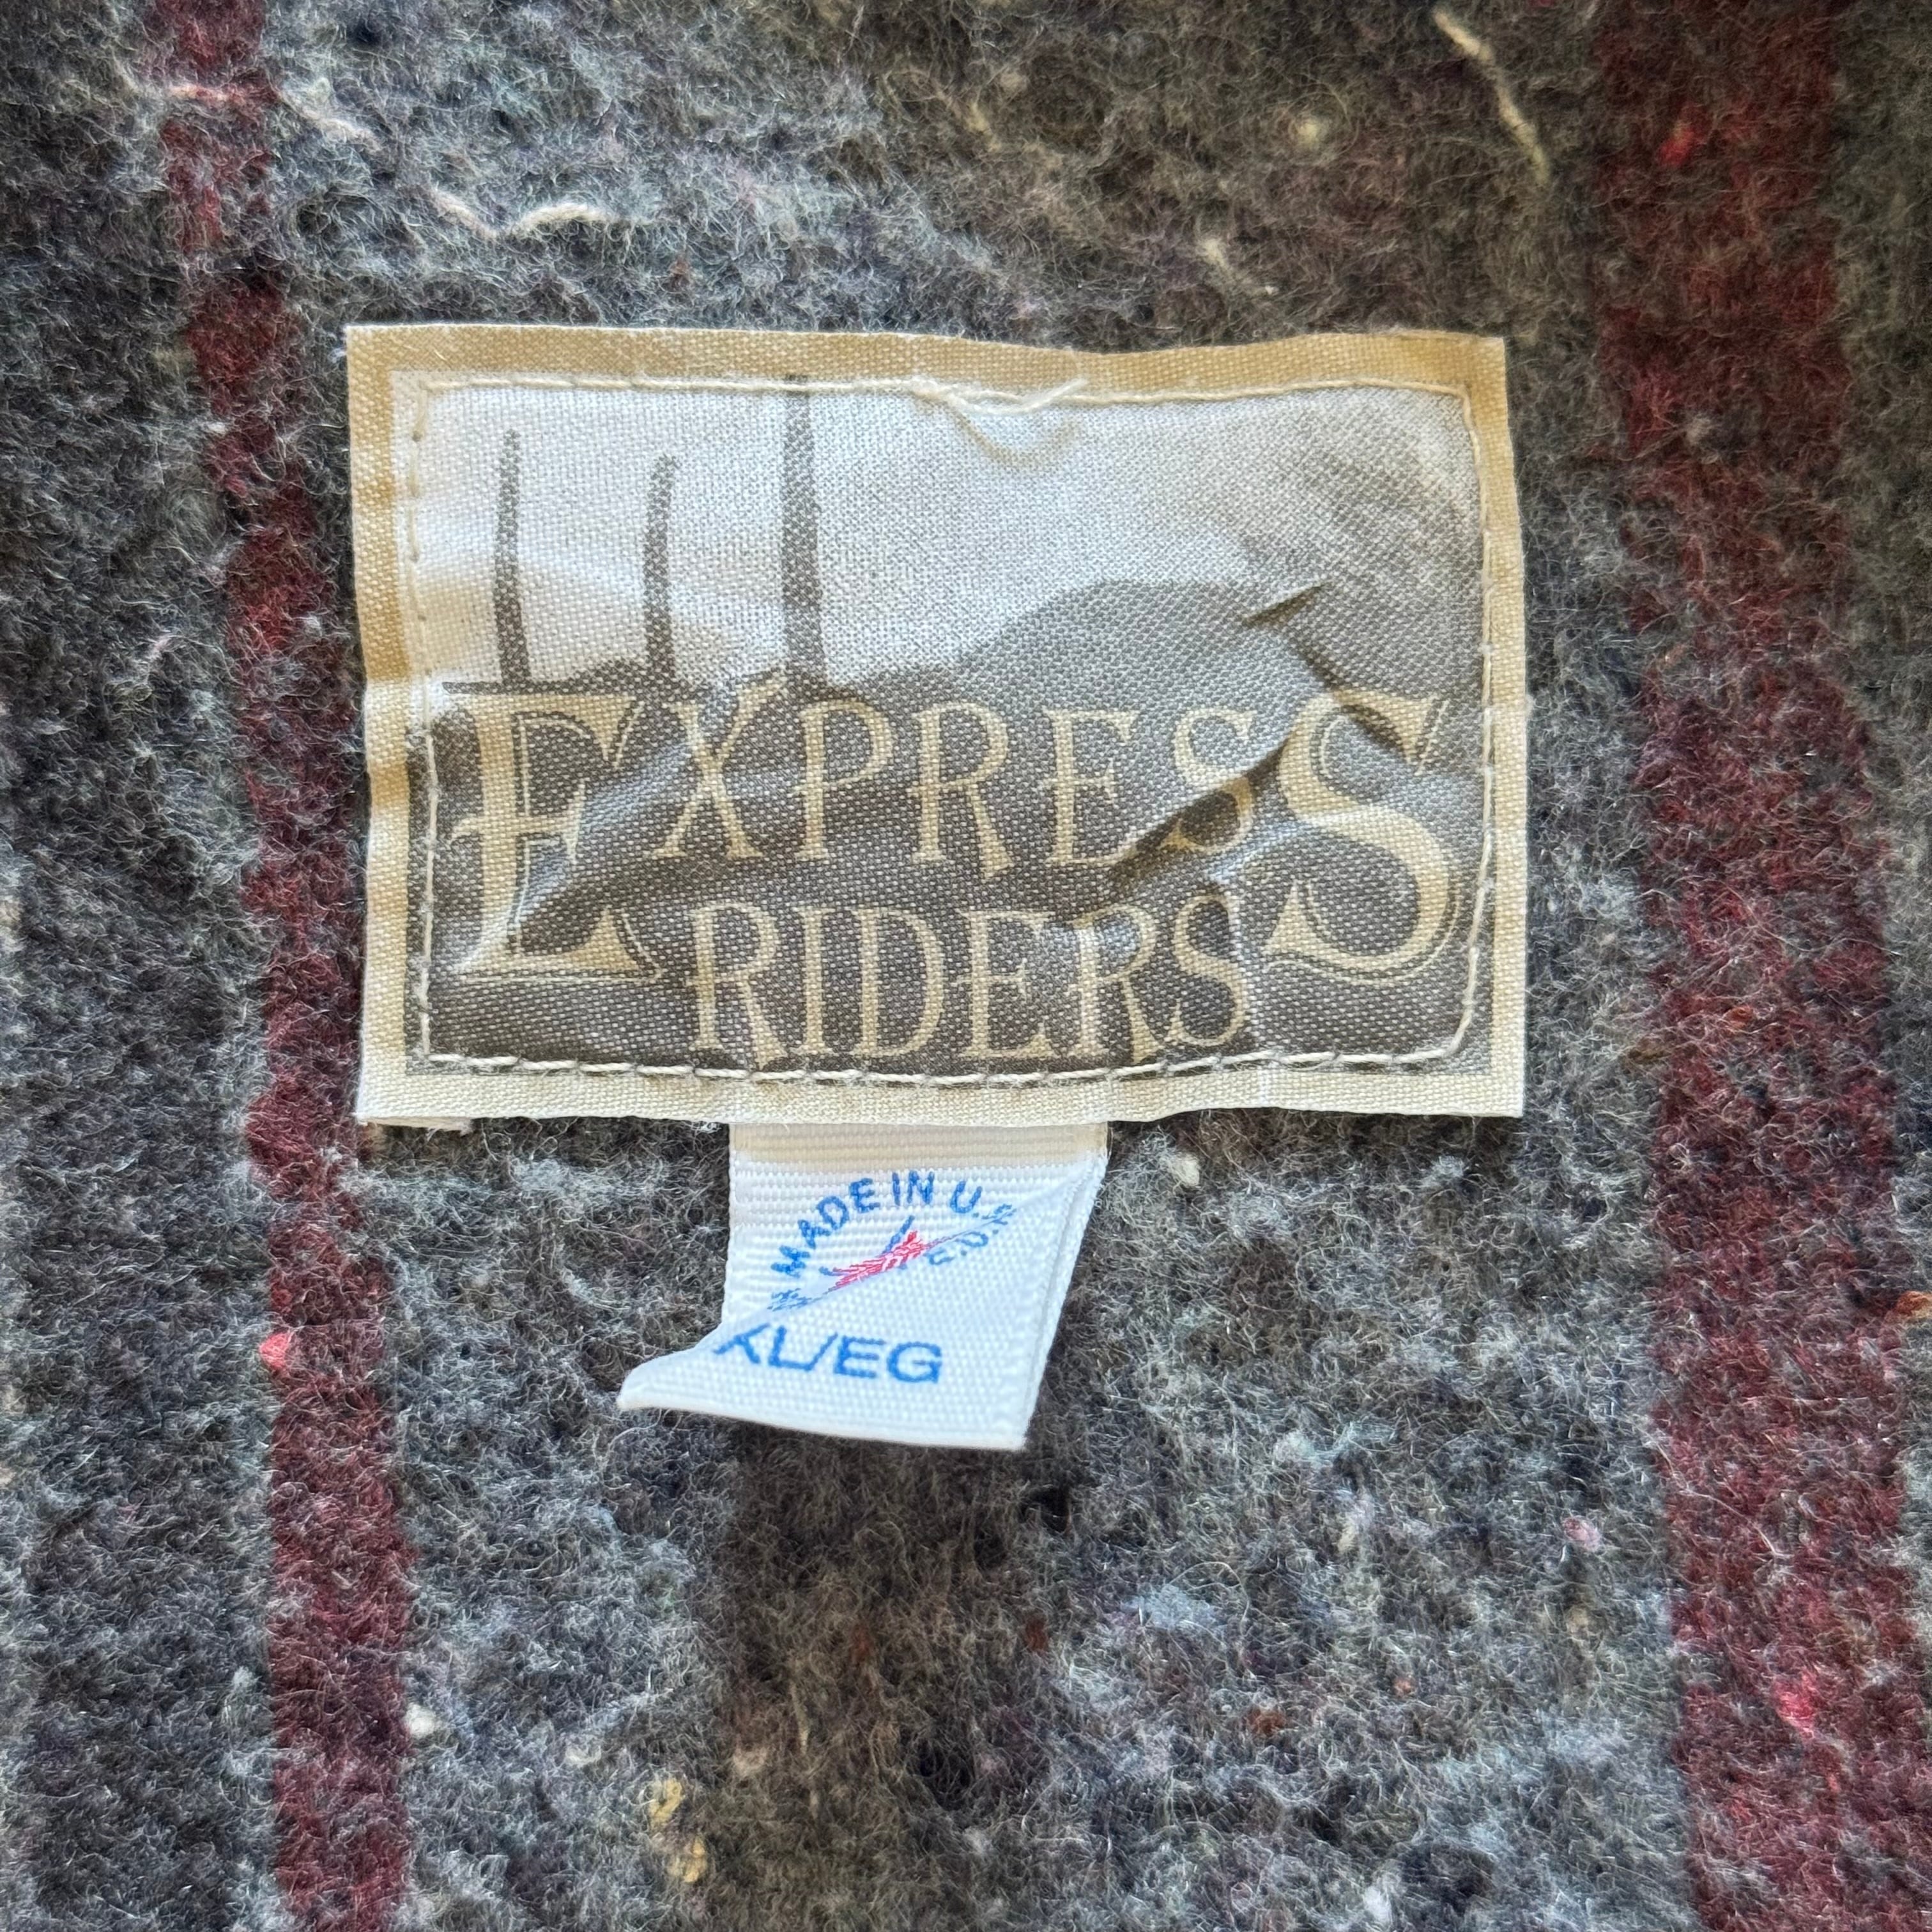 EXPRESS
RIDERS
MADE IN U.S.
XL/EG